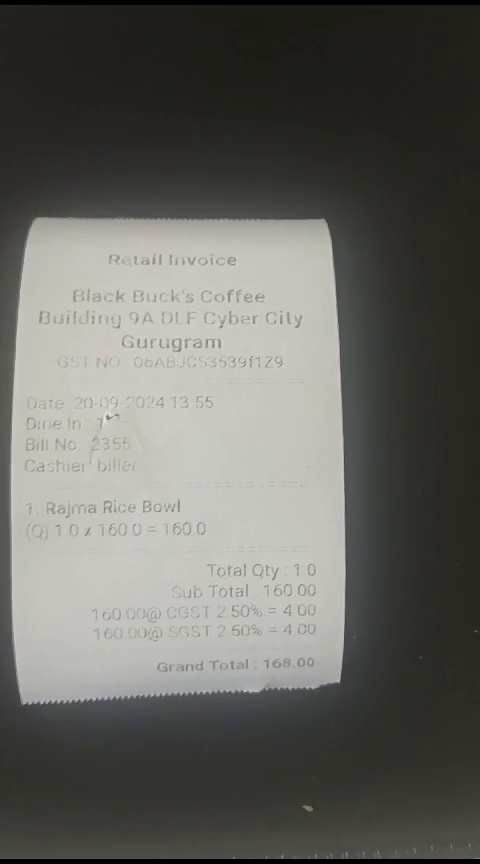 Retail Invoice
Black Buck's Coffee
Building 9A DLF Cyber City
Gurugram
GST NO
Date 20-09-2024 13 55
Dine In : 1
Bill No. 2355
Cashier biller
1. Rajma Rice Bowl
(Q) 1.0 x 160.0 = 160.0
Total Qty : 1.0
Sub Total : 160.00
160.00@ CGST 2.50% = 4.00
160.00@ SGST 2.50% = 4.00
Grand Total : 168.00